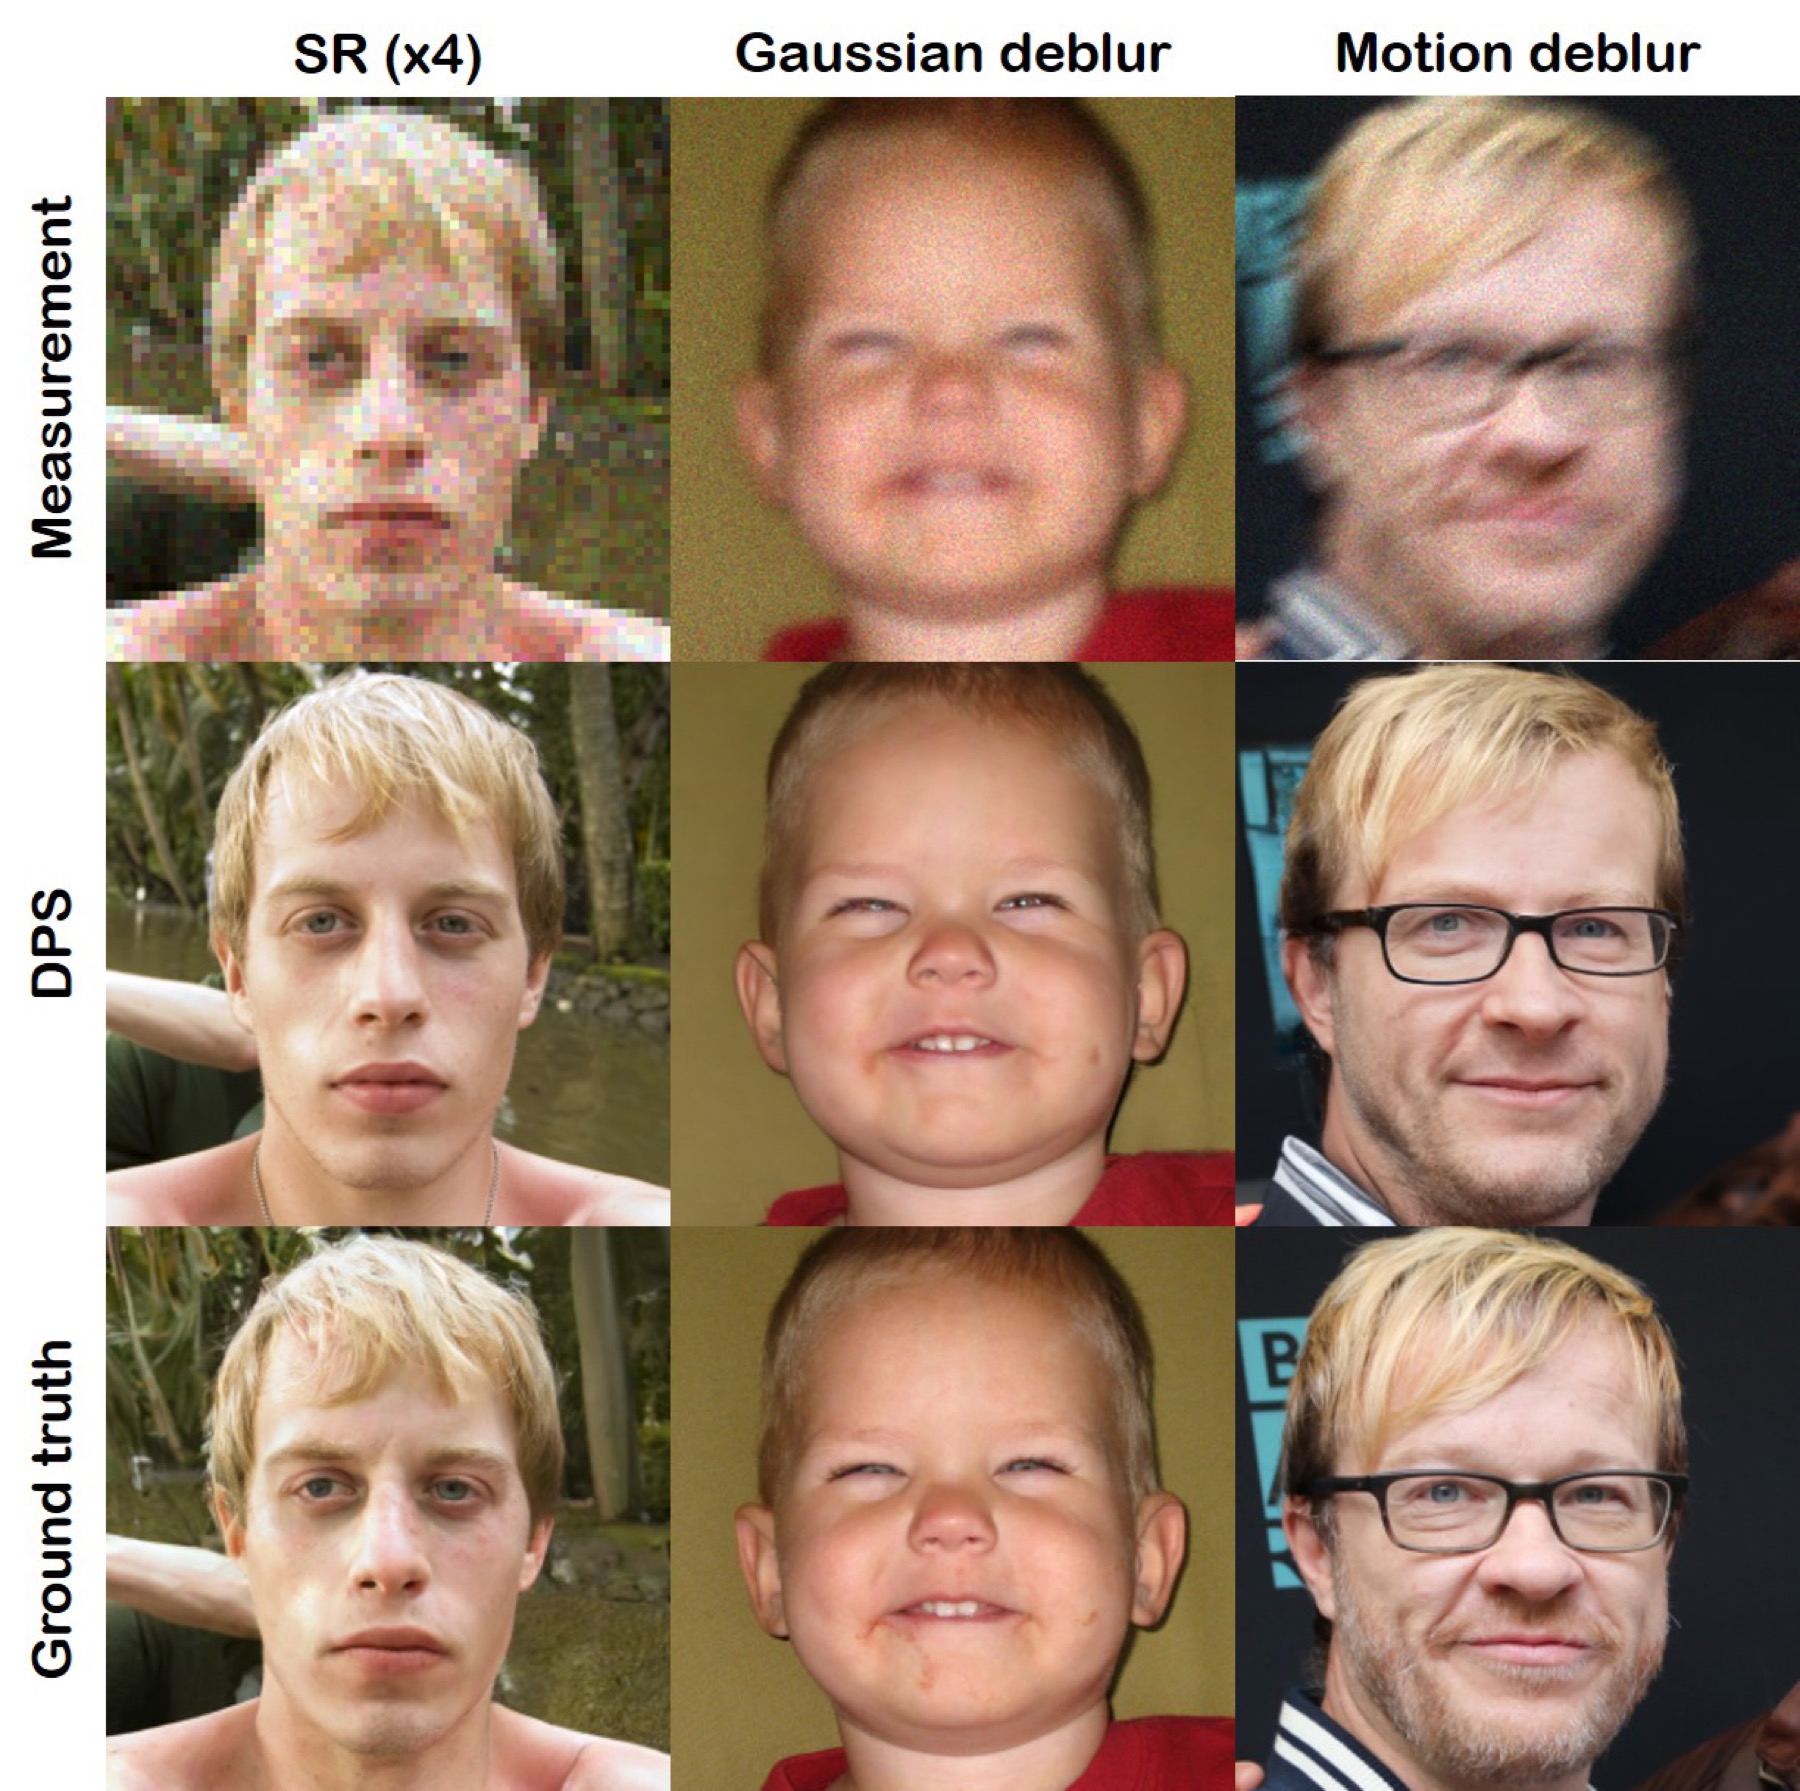 SR (x4) Gaussian deblur Motion deblur
Measurement
DPS
Ground truth
B